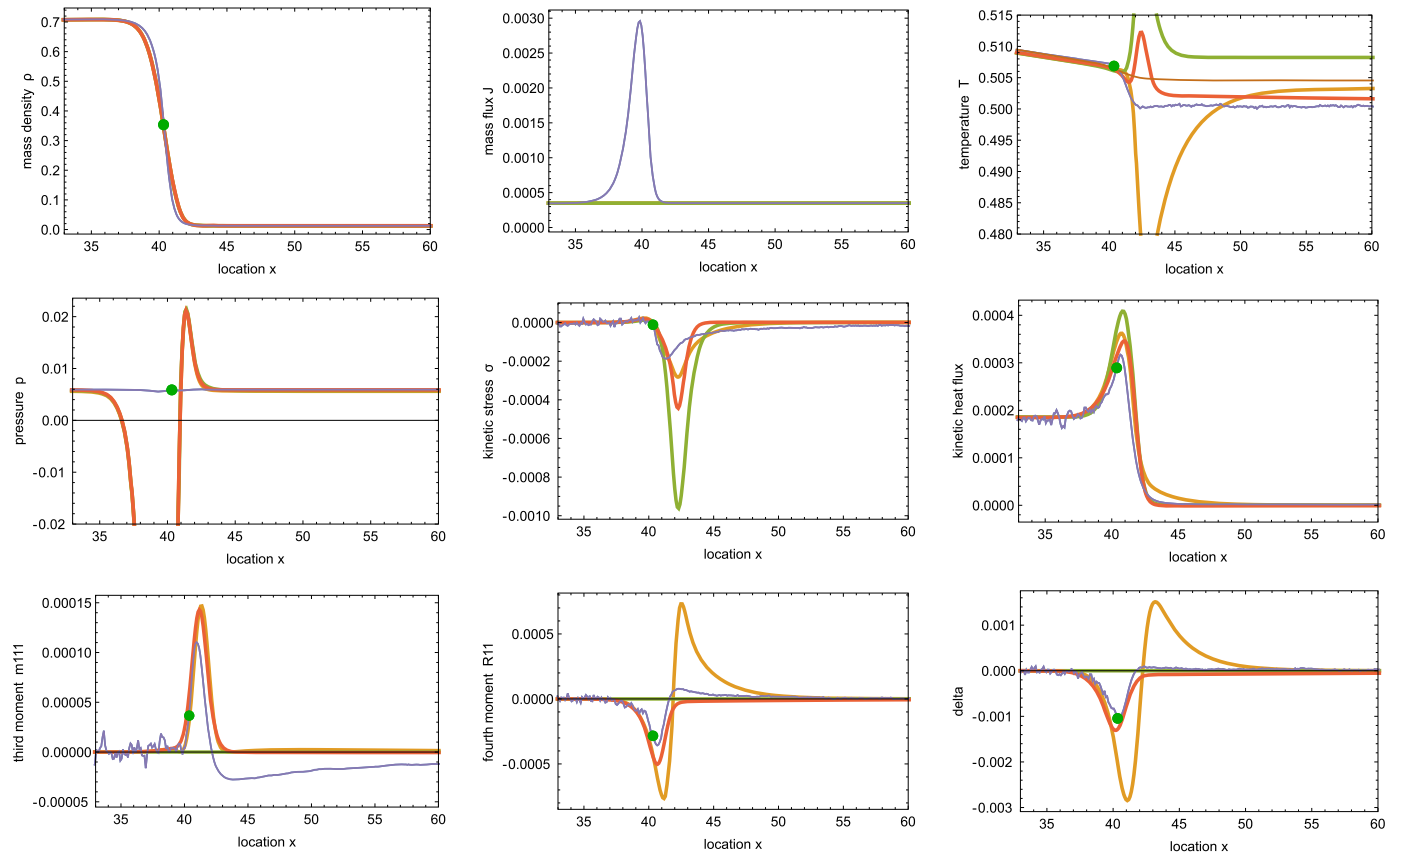 0.7
0.6
0.5
0.4
0.3
0.2
0.1
0.0
mass density ρ
35 40 45 50 55 60
location x
0.0030
0.0025
0.0020
0.0015
0.0010
0.0005
0.0000
mass flux J
35 40 45 50 55 60
location x
0.515
0.510
0.505
0.500
0.495
0.490
0.485
0.480
temperature T
35 40 45 50 55 60
location x
0.02
0.01
0.00
-0.01
-0.02
pressure p
35 40 45 50 55 60
location x
0.0000
-0.0002
-0.0004
-0.0006
-0.0008
-0.0010
kinetic stress σ
35 40 45 50 55 60
location x
0.0004
0.0003
0.0002
0.0001
0.0000
kinetic heat flux
35 40 45 50 55 60
location x
0.00015
0.00010
0.00005
0.00000
-0.00005
third moment m111
35 40 45 50 55 60
location x
0.0005
0.0000
-0.0005
fourth moment R11
35 40 45 50 55 60
location x
0.001
0.000
-0.001
-0.002
-0.003
delta
35 40 45 50 55 60
location x